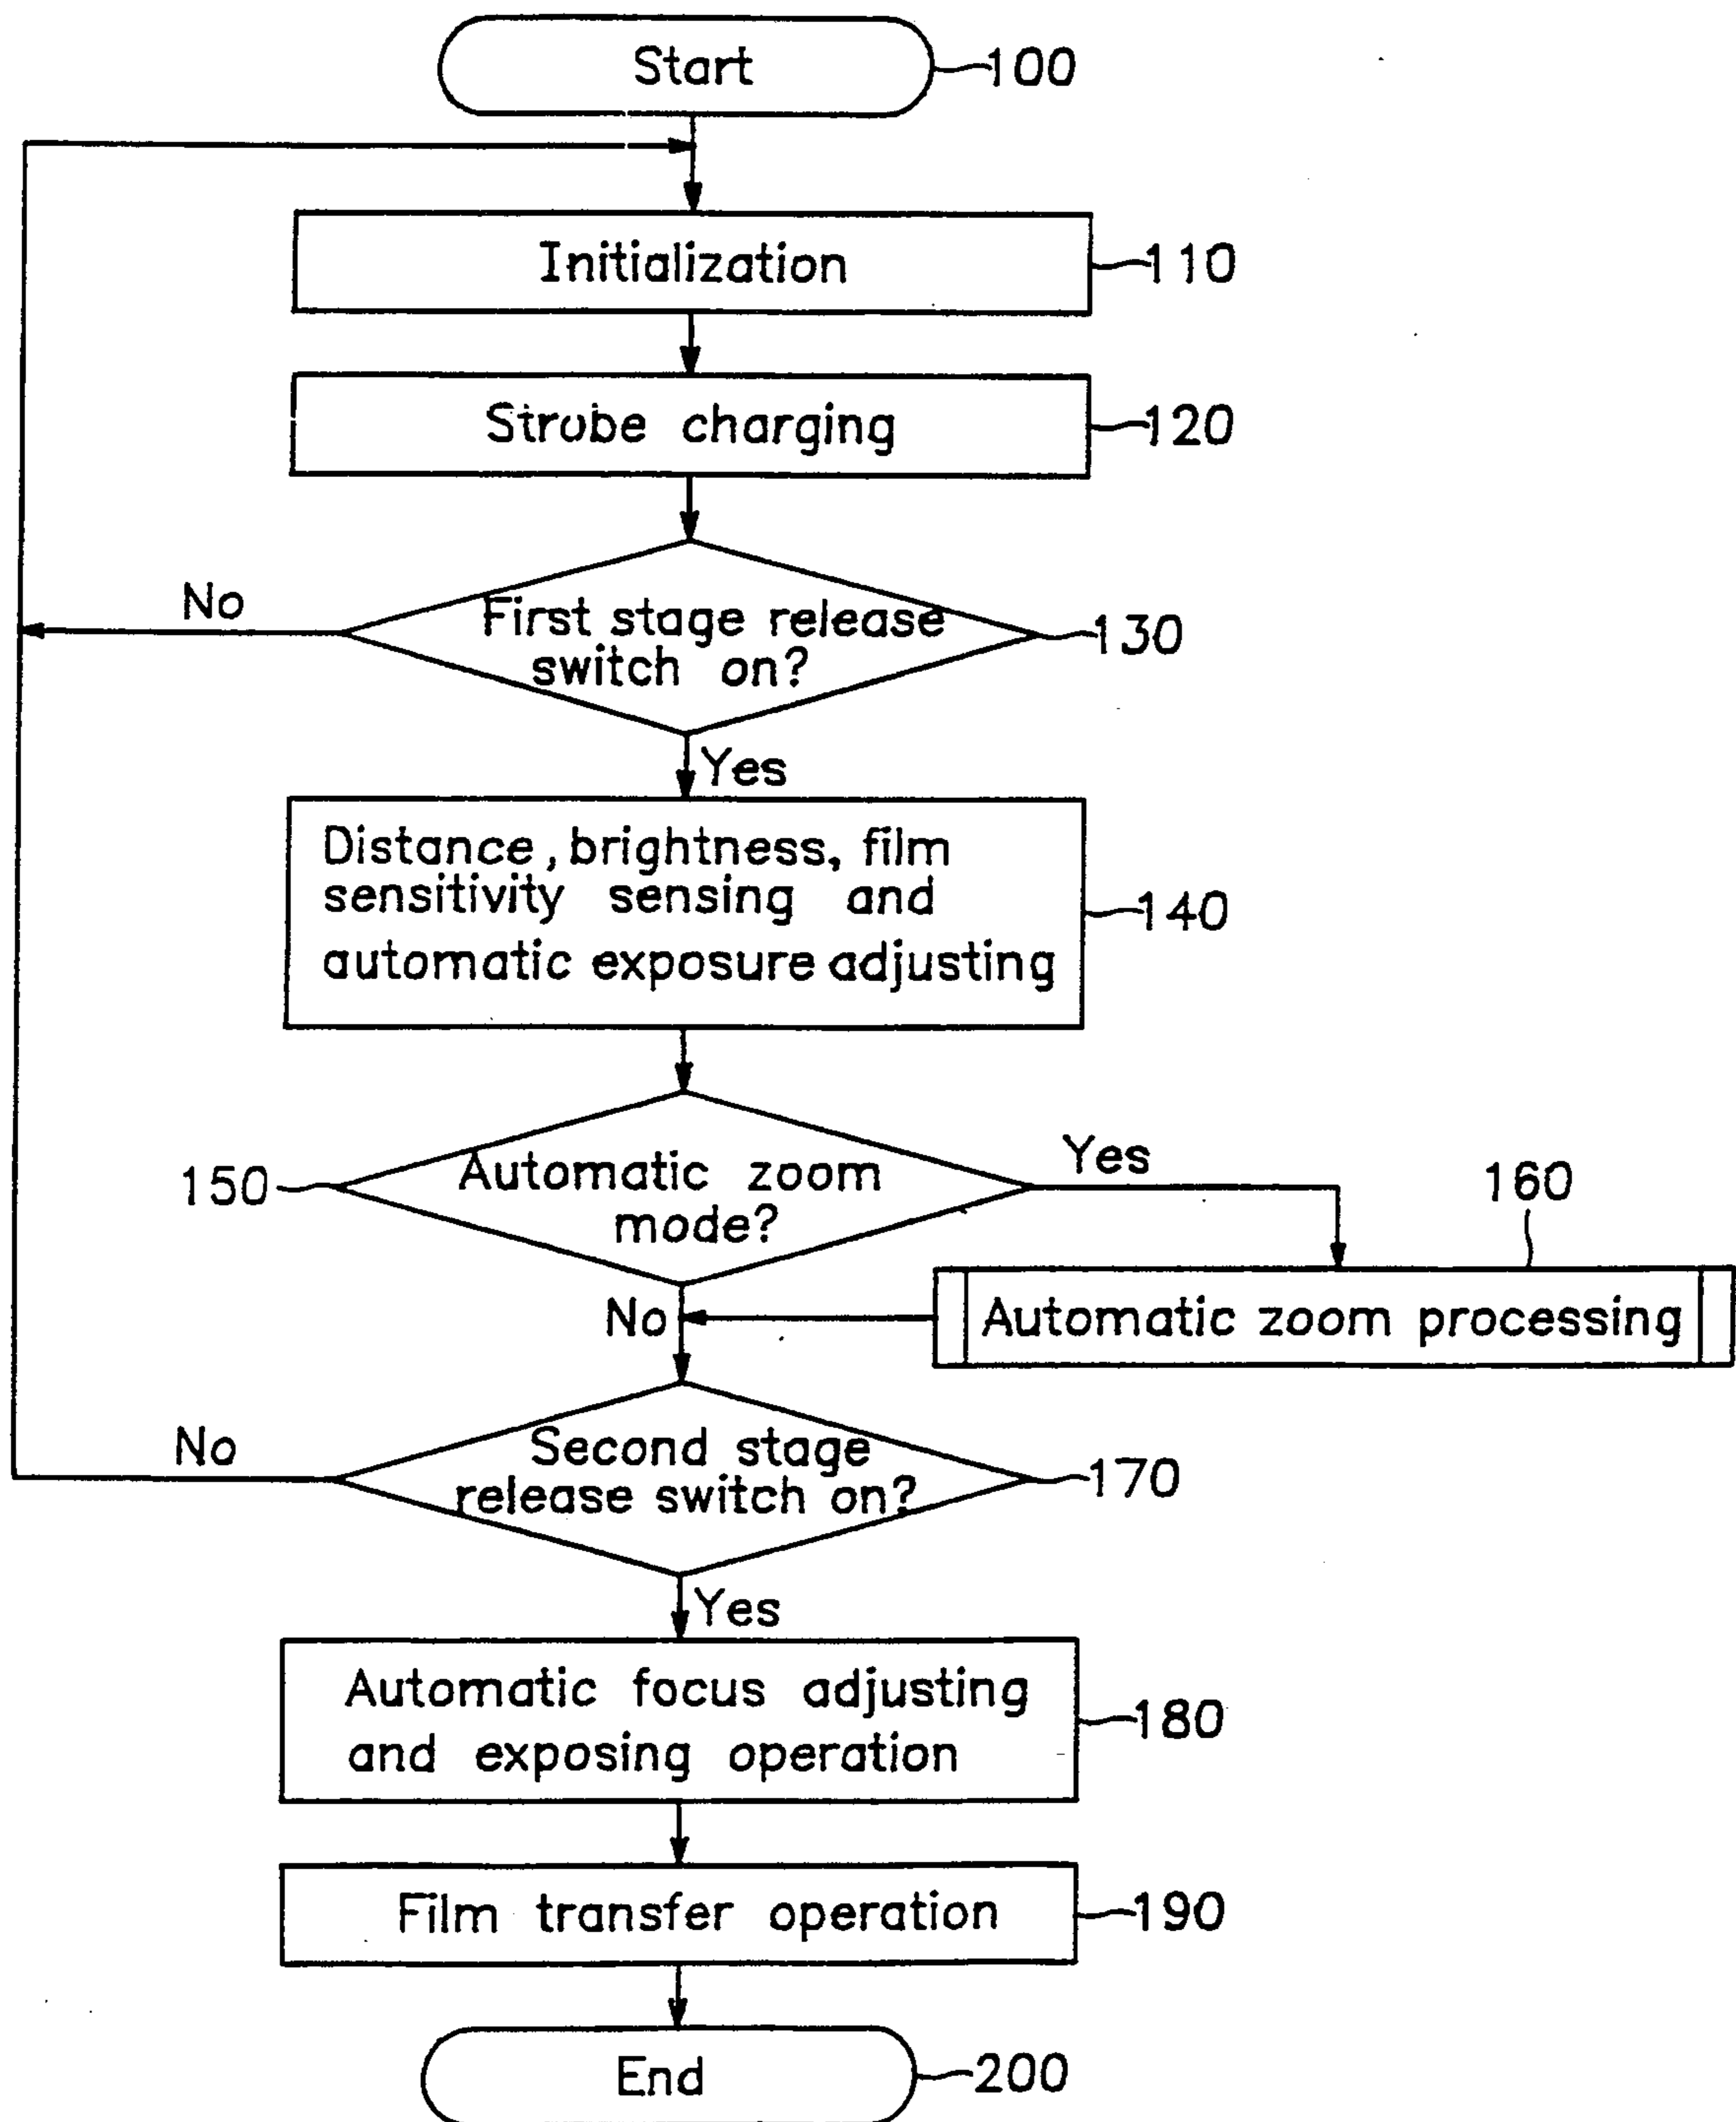 Start
100
Initialization
110
Strobe charging
120
No
First stage release
switch on?
130
Yes
Distance, brightness, film
sensitivity sensing and
automatic exposure adjusting
140
150
Automatic zoom
mode?
Yes
160
No
Automatic zoom processing
No
Second stage
release switch on?
170
Yes
Automatic focus adjusting
and exposing operation
180
Film transfer operation
190
End
200